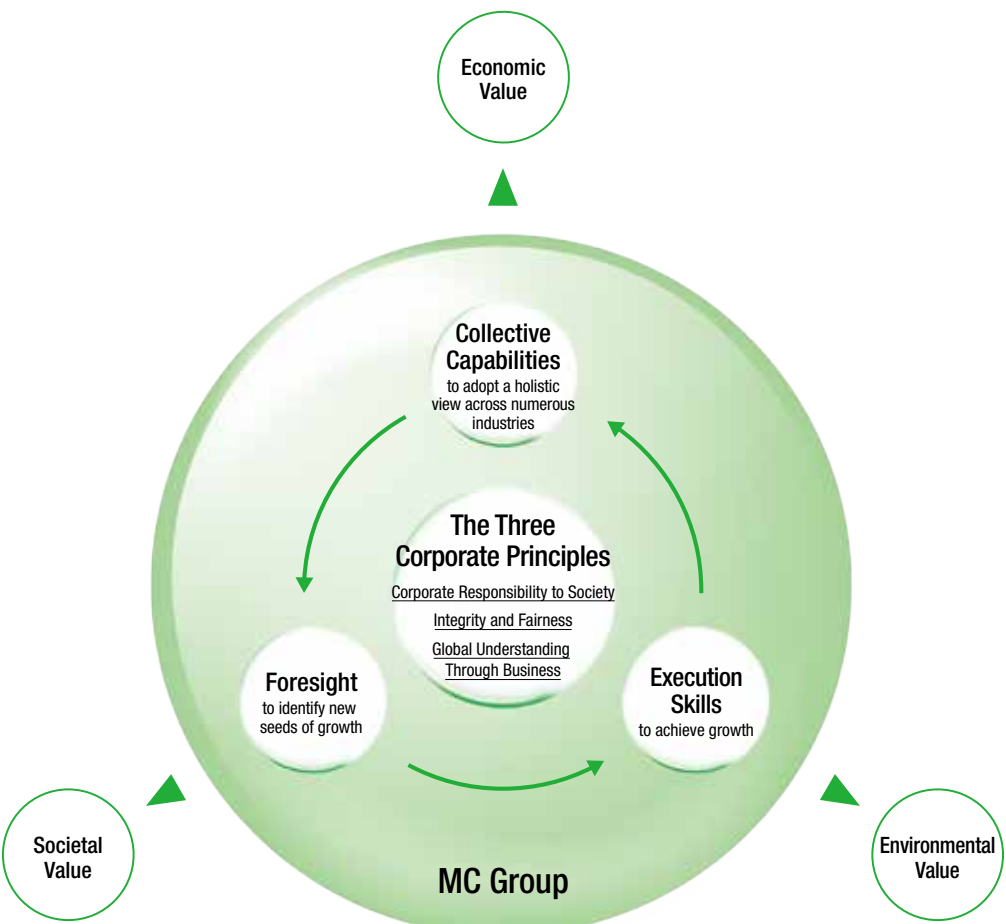 Economic
Value
Collective
Capabilities
to adopt a holistic
view across numerous
industries
The Three
Corporate Principles
Corporate Responsibility to Society
Integrity and Fairness
Global Understanding
Through Business
Foresight
to identify new
seeds of growth
Execution
Skills
to achieve growth
Societal
Value
Environmental
Value
MC Group